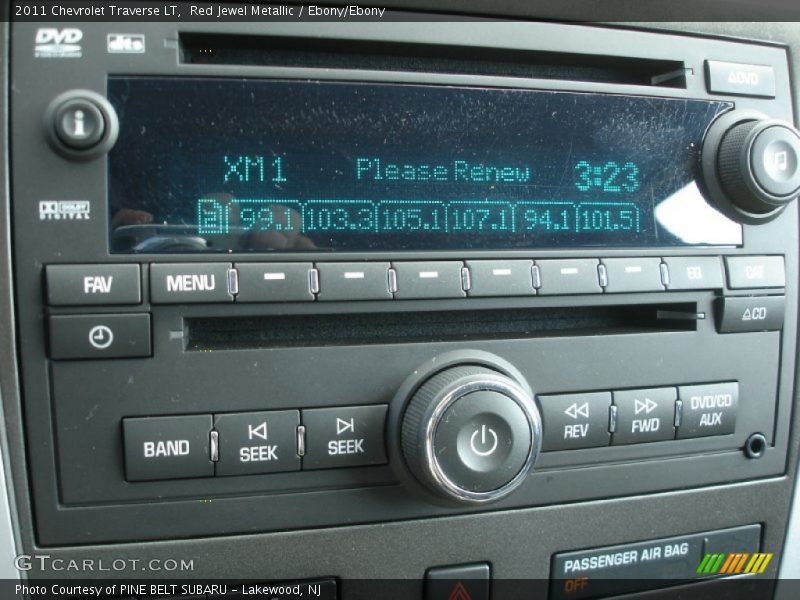 2011 Chevrolet Traverse LT,  Red Jewel Metallic / Ebony/Ebony
DVD dts
△DVD
i
XM1 Please Renew 3:23
DOLBY
DIGITAL
99.1 103.3 105.1 107.1 94.1 101.5
FAV MENU EQ CAT
△CD
BAND SEEK SEEK REV FWD DVD/CD
AUX
PASSENGER AIR BAG
OFF
GTCARLOT.COM
Photo Courtesy of PINE BELT SUBARU - Lakewood, NJ